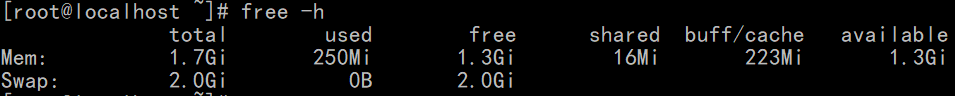 [root@localhost ~]# free -h
total used free shared buff/cache available
Mem: 1.7Gi 250Mi 1.3Gi 16Mi 223Mi 1.3Gi
Swap: 2.0Gi 0B 2.0Gi